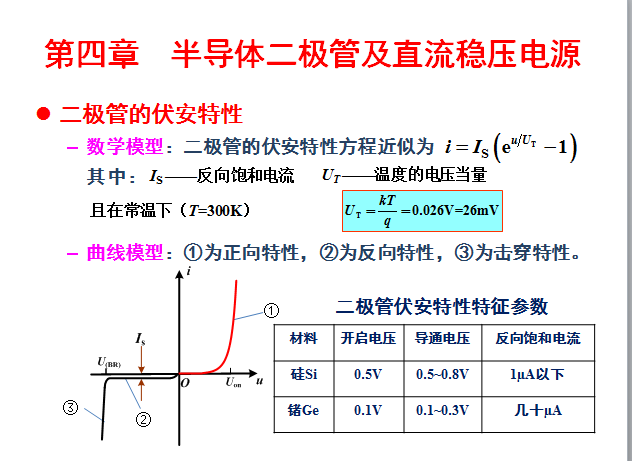 第四章 半导体二极管及直流稳压电源
● 二极管的伏安特性
– 数学模型：二极管的伏安特性方程近似为 i = I_S(e^{u/U_T} − 1)
其中：I_S——反向饱和电流 U_T——温度的电压当量
且在常温下（T=300K） U_T = kT/q = 0.026V=26mV
– 曲线模型：①为正向特性，②为反向特性，③为击穿特性。
i
①
I_S
U_(BR)
O
U_on
u
③
②
二极管伏安特性特征参数
材料 开启电压 导通电压 反向饱和电流
硅Si 0.5V 0.5~0.8V 1μA以下
锗Ge 0.1V 0.1~0.3V 几十μA